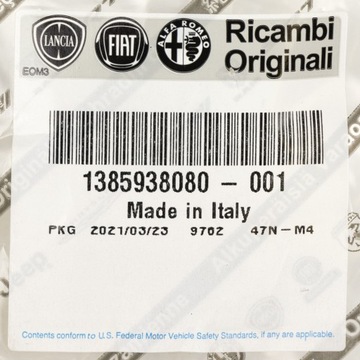 LANCIA
FIAT
ALFA ROMEO
Ricambi
Originali
EOM3
1385938080 - 001
Made in Italy
PKG 2021/03/23 9702 47N-M4
Contents conform to U.S. Federal Motor Vehicle Safety Standards, if any are applicable.